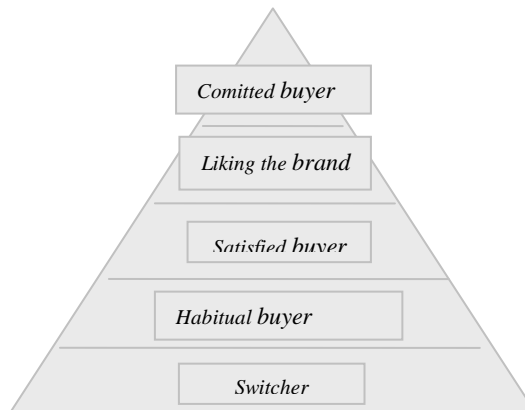 Comitted buyer
Liking the brand
Satisfied buyer
Habitual buyer
Switcher